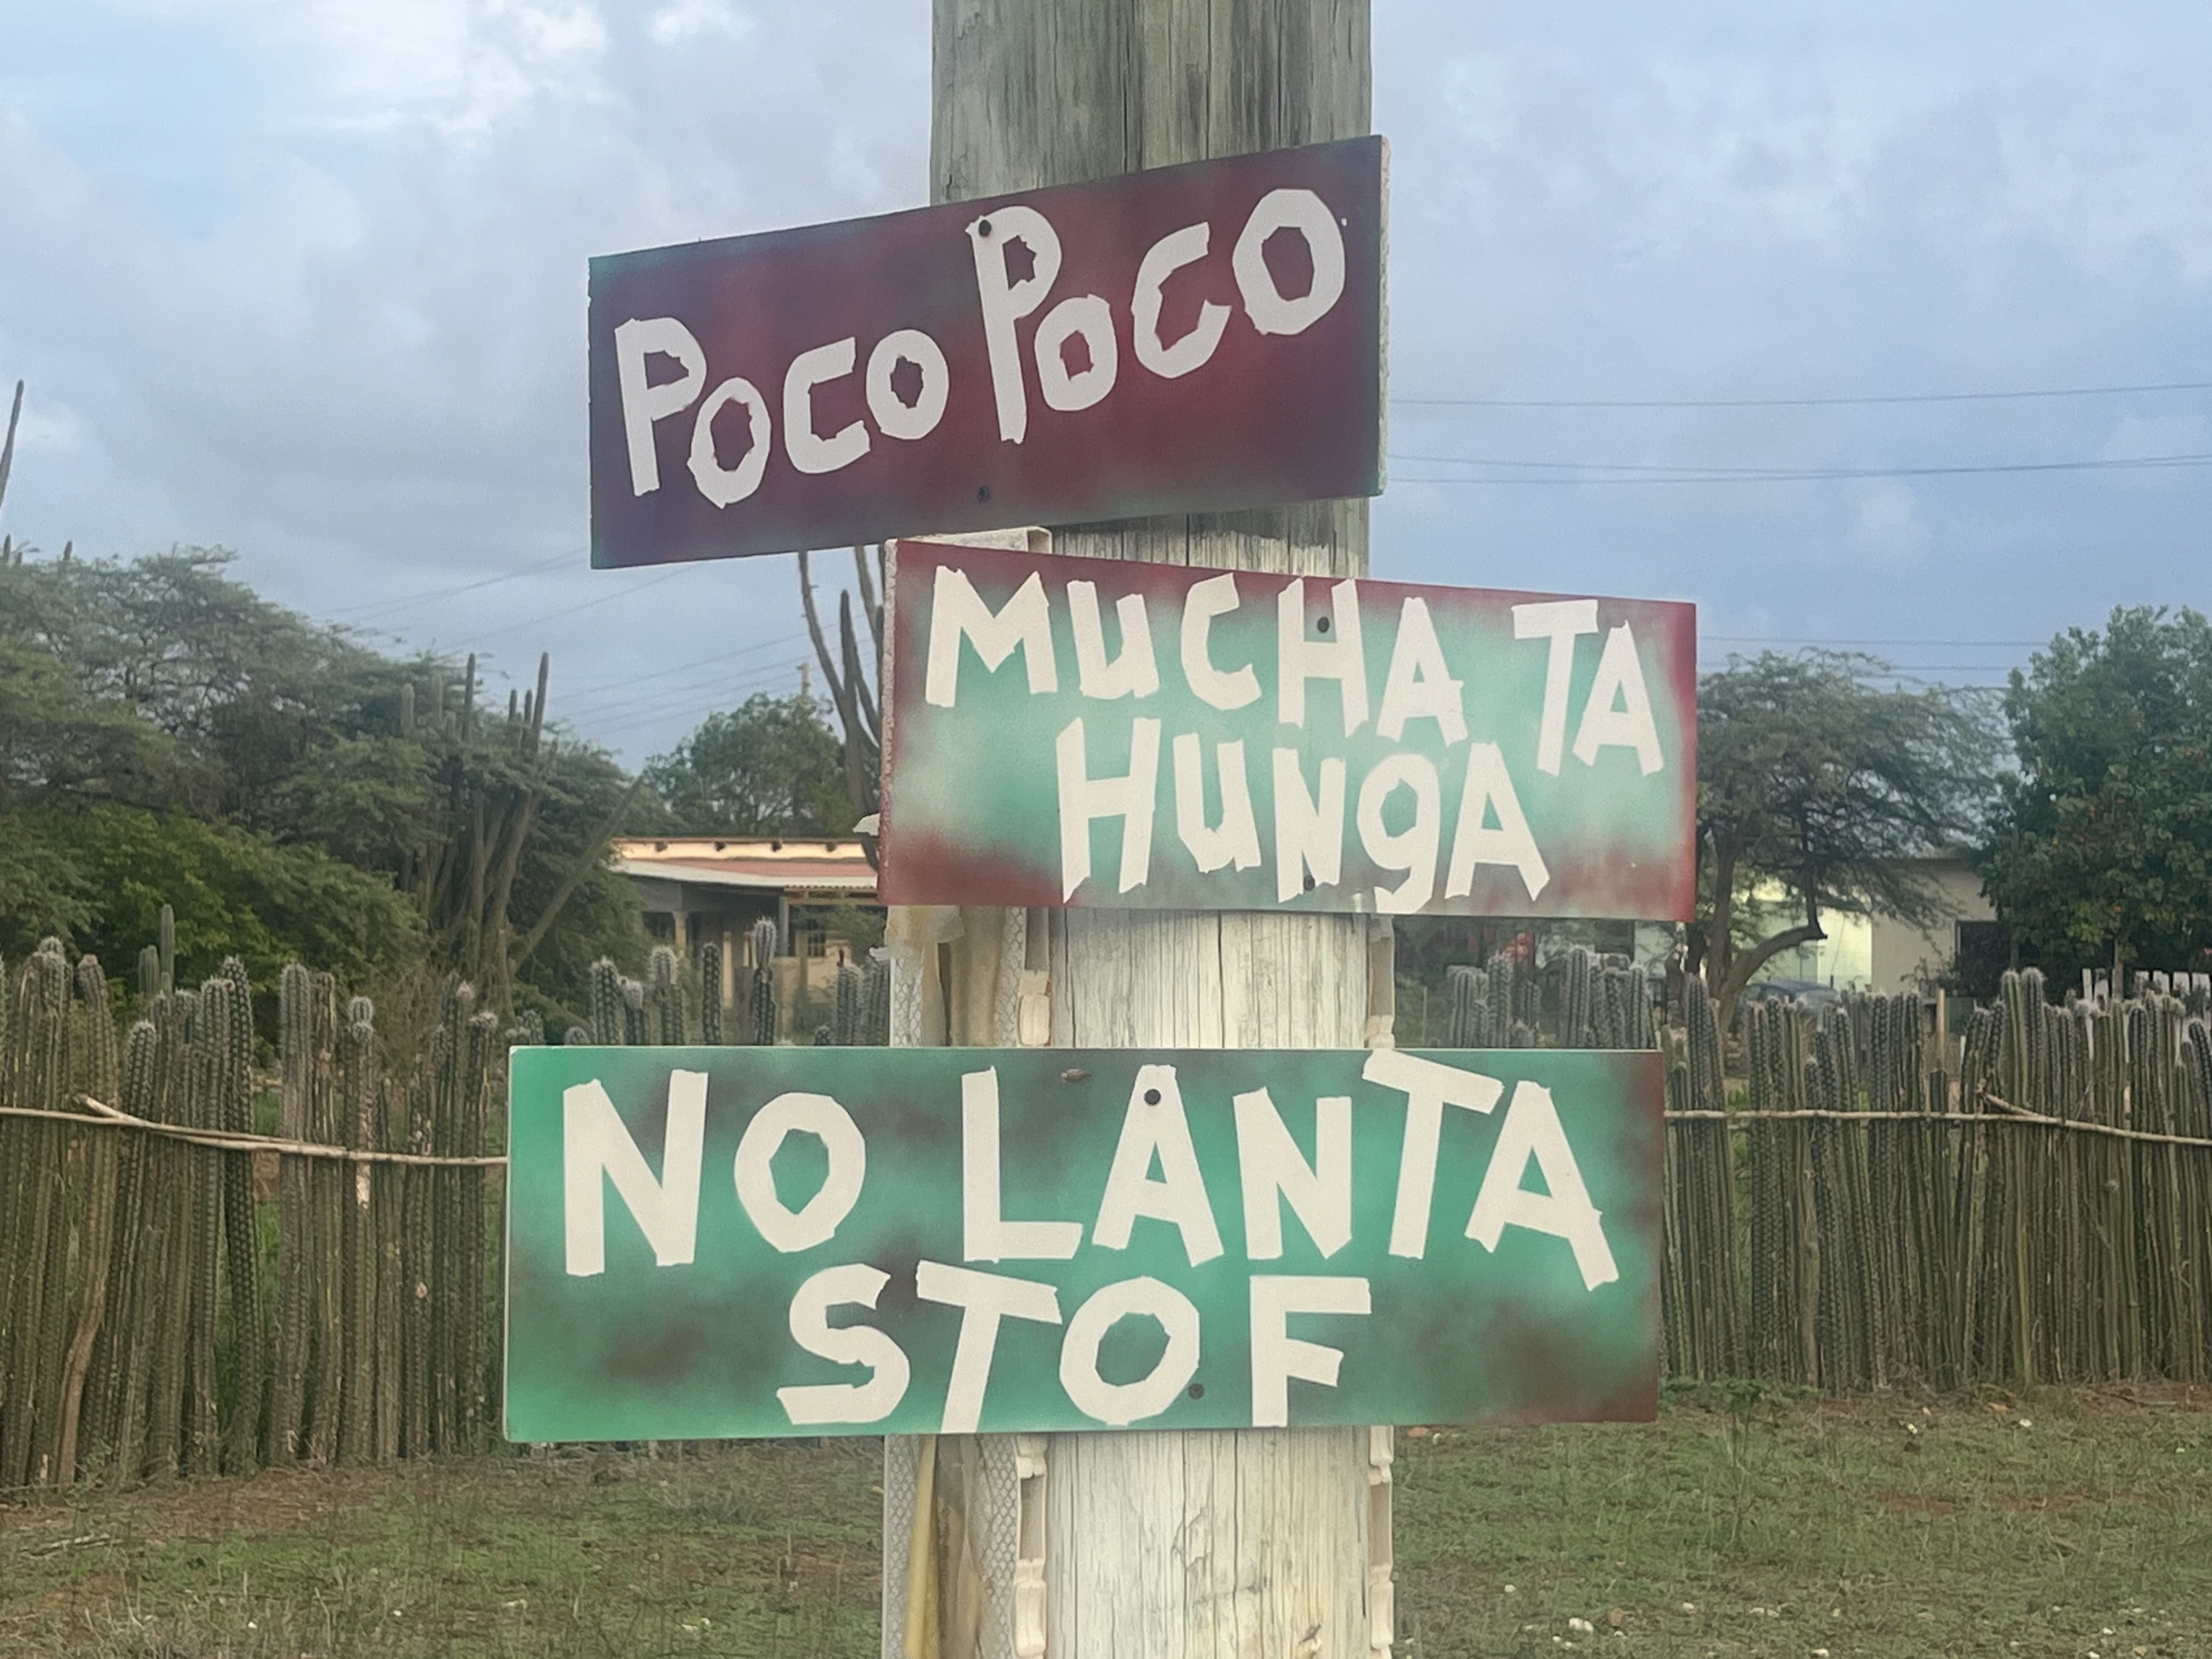 Poco Poco
MUCHA TA
HUNgA
NO LANTA
STOF